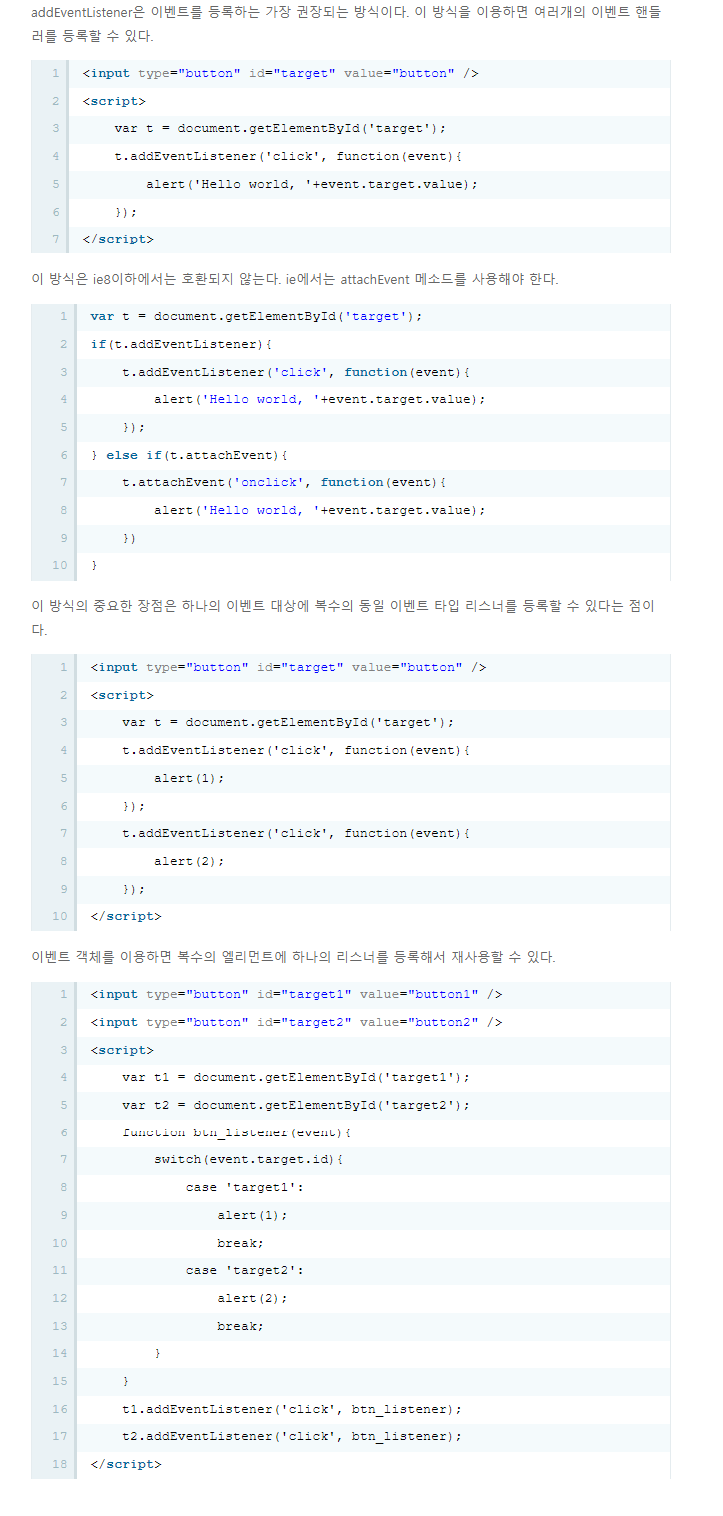 addEventListener은 이벤트를 등록하는 가장 권장되는 방식이다. 이 방식을 이용하면 여러개의 이벤트 핸들
러를 등록할 수 있다.
1 <input type="button" id="target" value="button" />
2 <script>
3     var t = document.getElementById('target');
4     t.addEventListener('click', function(event){
5         alert('Hello world, '+event.target.value);
6     });
7 </script>
이 방식은 ie8이하에서는 호환되지 않는다. ie에서는 attachEvent 메소드를 사용해야 한다.
1 var t = document.getElementById('target');
2 if(t.addEventListener){
3     t.addEventListener('click', function(event){
4         alert('Hello world, '+event.target.value);
5     });
6 } else if(t.attachEvent){
7     t.attachEvent('onclick', function(event){
8         alert('Hello world, '+event.target.value);
9     })
10 }
이 방식의 중요한 장점은 하나의 이벤트 대상에 복수의 동일 이벤트 타입 리스너를 등록할 수 있다는 점이
다.
1 <input type="button" id="target" value="button" />
2 <script>
3     var t = document.getElementById('target');
4     t.addEventListener('click', function(event){
5         alert(1);
6     });
7     t.addEventListener('click', function(event){
8         alert(2);
9     });
10 </script>
이벤트 객체를 이용하면 복수의 엘리먼트에 하나의 리스너를 등록해서 재사용할 수 있다.
1 <input type="button" id="target1" value="button1" />
2 <input type="button" id="target2" value="button2" />
3 <script>
4     var t1 = document.getElementById('target1');
5     var t2 = document.getElementById('target2');
6     function btn_listener(event){
7         switch(event.target.id){
8             case 'target1':
9                 alert(1);
10                 break;
11             case 'target2':
12                 alert(2);
13                 break;
14         }
15     }
16     t1.addEventListener('click', btn_listener);
17     t2.addEventListener('click', btn_listener);
18 </script>